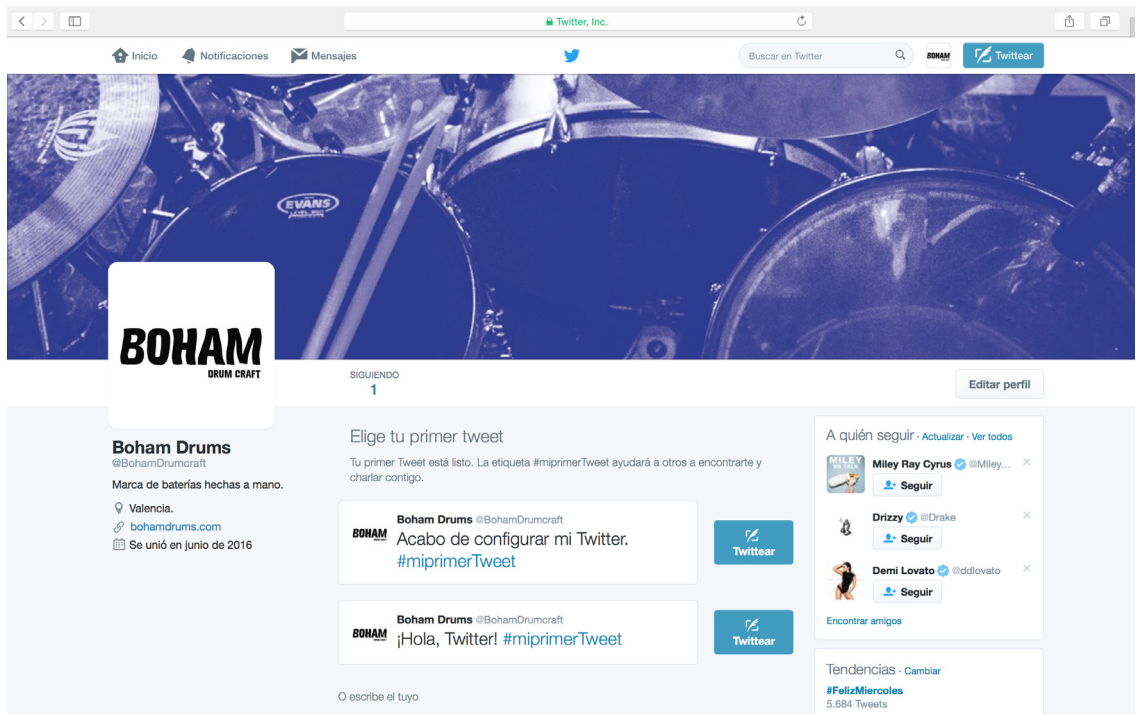 Twitter, Inc.
Inicio
Notificaciones
Mensajes
Buscar en Twitter
BOHAM
Twittear
EVANS
BOHAM
DRUM CRAFT
SIGUIENDO
1
Editar perfil
Boham Drums
@BohamDrumcraft
Marca de baterías hechas a mano.
Valencia.
bohamdrums.com
Se unió en junio de 2016
Elige tu primer tweet
Tu primer Tweet está listo. La etiqueta #miprimerTweet ayudará a otros a encontrarte y
charlar contigo.
BOHAM
Boham Drums @BohamDrumcraft
Acabo de configurar mi Twitter.
#miprimerTweet
Twittear
BOHAM
Boham Drums @BohamDrumcraft
¡Hola, Twitter! #miprimerTweet
Twittear
O escribe el tuyo
A quién seguir · Actualizar · Ver todos
MILEY
Miley Ray Cyrus @Miley...
Seguir
Drizzy @Drake
Seguir
Demi Lovato @ddlovato
Seguir
Encontrar amigos
Tendencias · Cambiar
#FelizMiercoles
5.684 Tweets